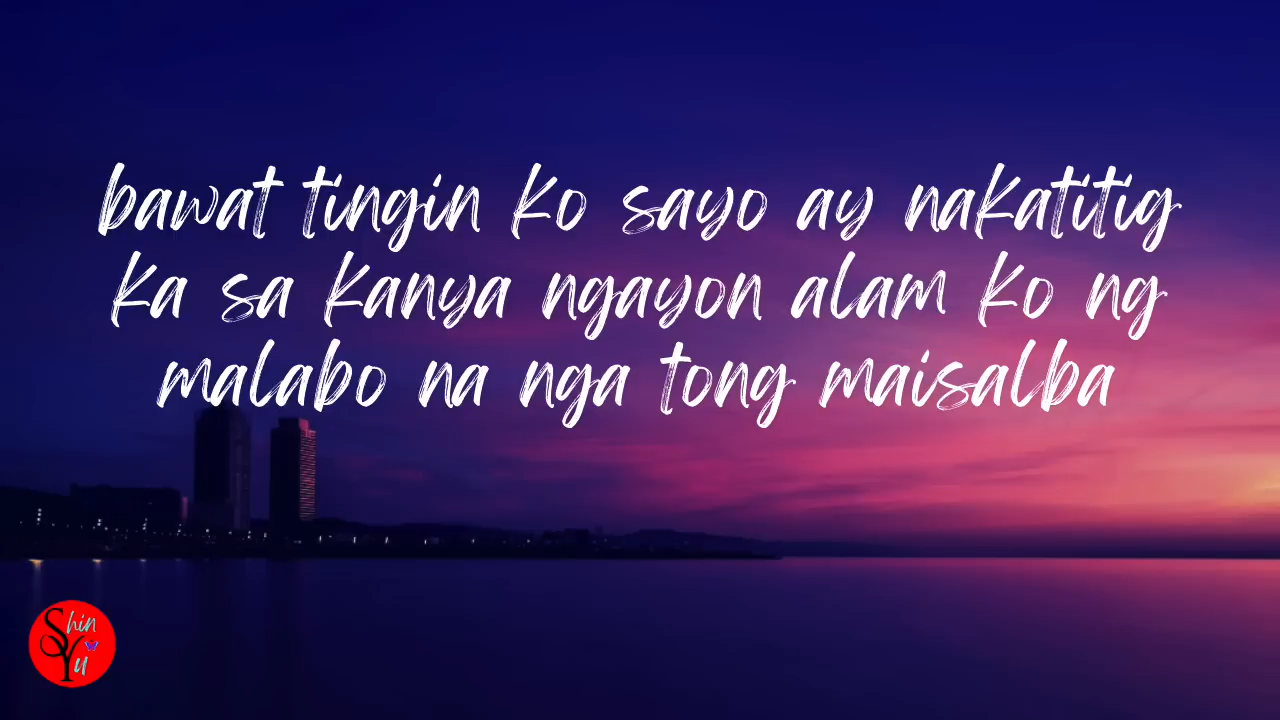 bawat tingin ko sayo ay nakatitig
ka sa kanya ngayon alam ko ng
malabo na nga tong maisalba
Shin
Yu